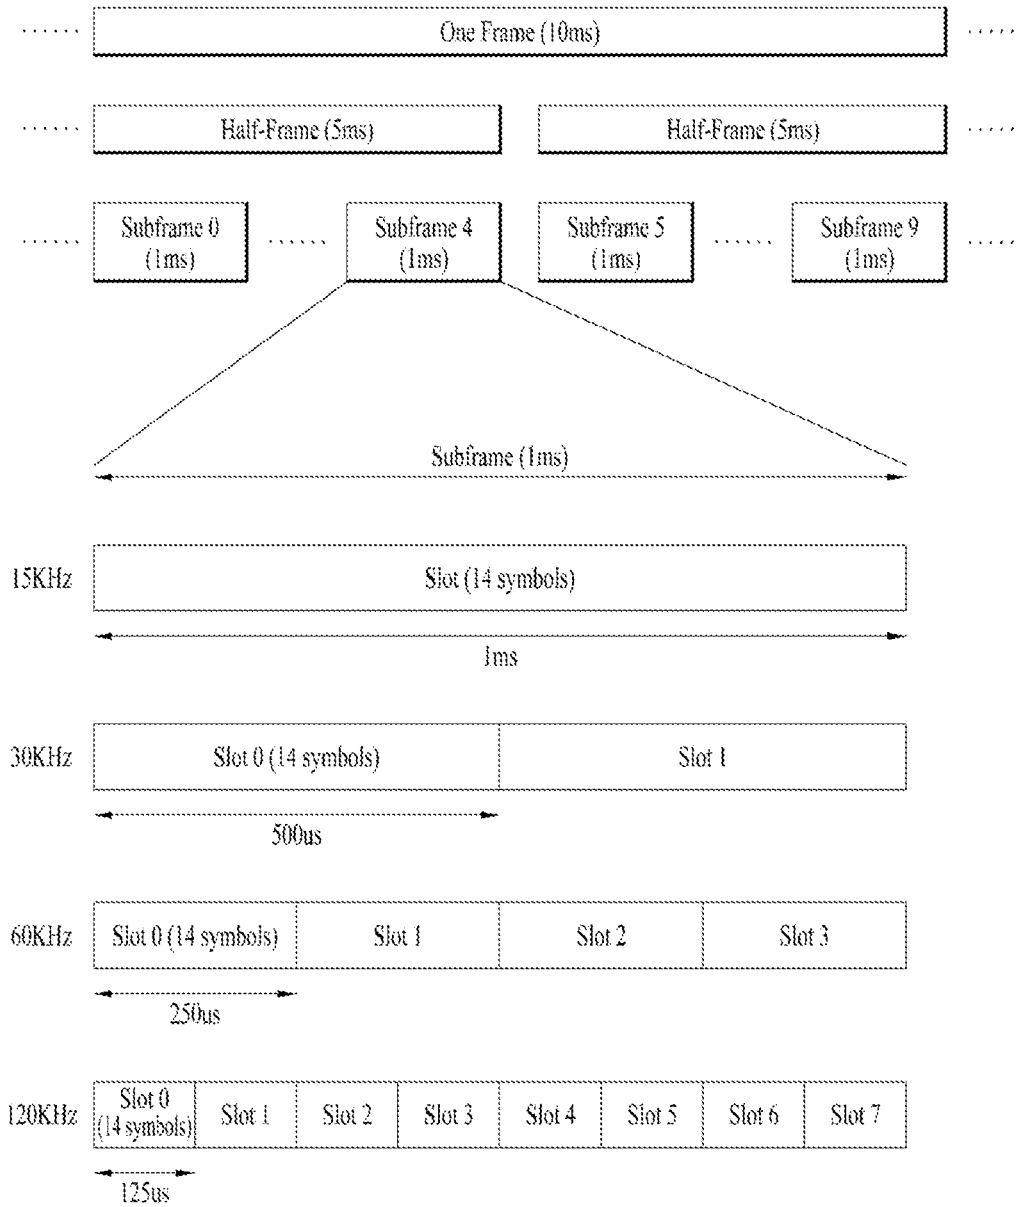 One Frame (10ms)
Half-Frame (5ms)
Half-Frame (5ms)
Subframe 0
(1ms)
Subframe 4
(1ms)
Subframe 5
(1ms)
Subframe 9
(1ms)
Subframe (1ms)
15KHz
Slot (14 symbols)
1ms
30KHz
Slot 0 (14 symbols)
Slot 1
500us
60KHz
Slot 0 (14 symbols)
Slot 1
Slot 2
Slot 3
250us
120KHz
Slot 0
(14 symbols)
Slot 1
Slot 2
Slot 3
Slot 4
Slot 5
Slot 6
Slot 7
125us